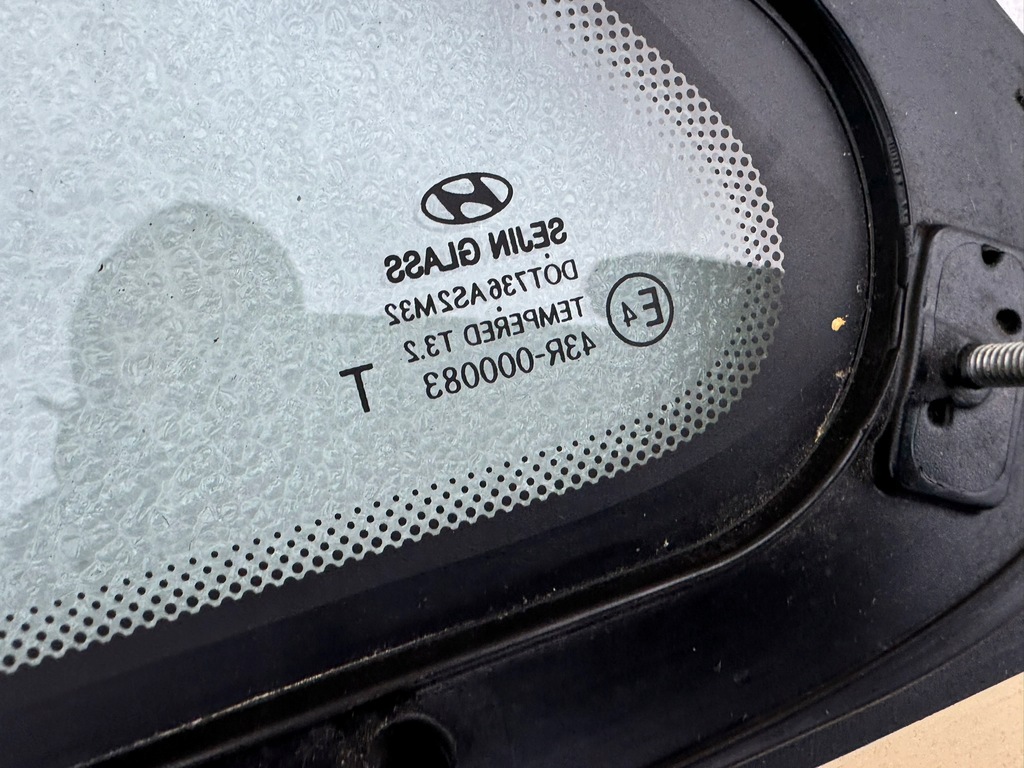 SEJIN GLASS
DOT736AS2M32
TEMPERED T3.2
43R-000083
E4
T